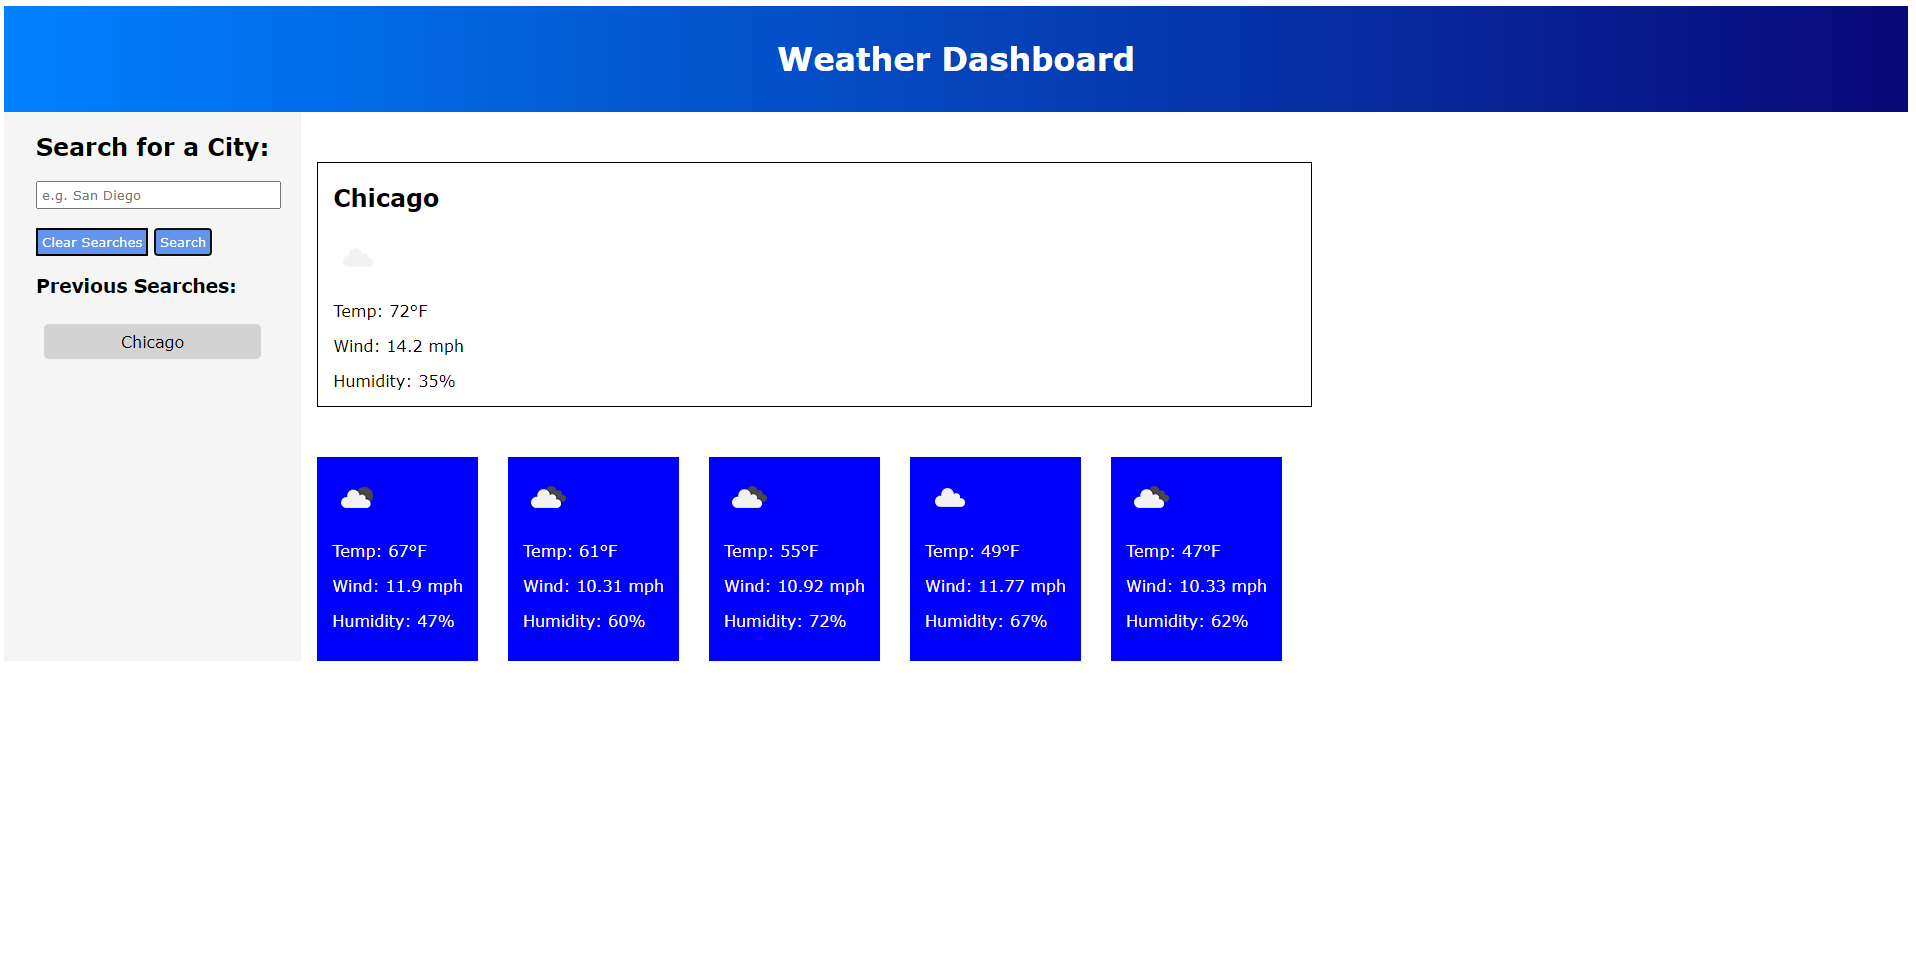 Weather Dashboard
Search for a City:
e.g. San Diego
Clear Searches Search
Previous Searches:
Chicago
Chicago
Temp: 72°F
Wind: 14.2 mph
Humidity: 35%
Temp: 67°F
Wind: 11.9 mph
Humidity: 47%
Temp: 61°F
Wind: 10.31 mph
Humidity: 60%
Temp: 55°F
Wind: 10.92 mph
Humidity: 72%
Temp: 49°F
Wind: 11.77 mph
Humidity: 67%
Temp: 47°F
Wind: 10.33 mph
Humidity: 62%